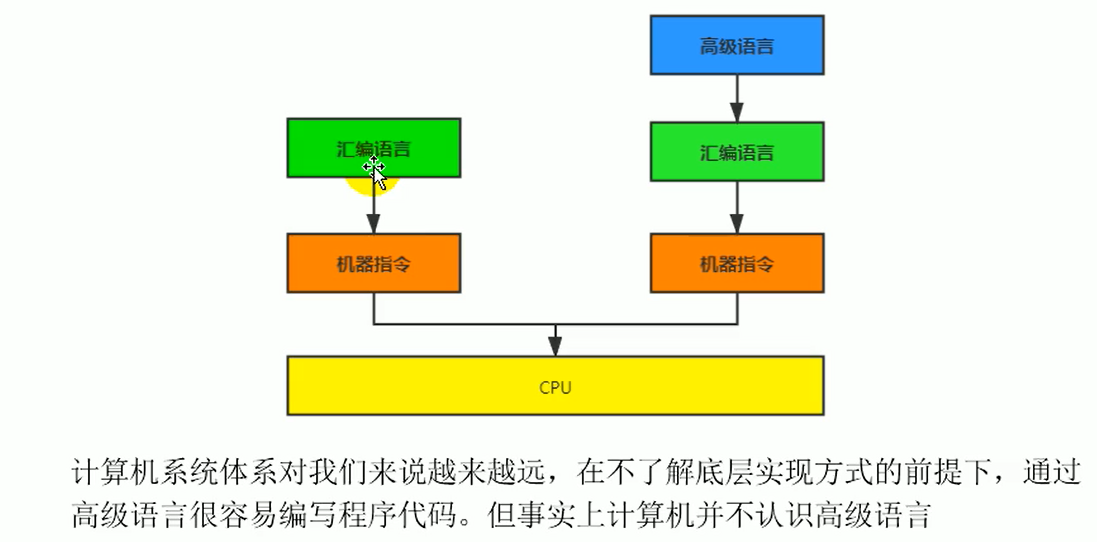 高级语言
汇编语言
汇编语言
机器指令
机器指令
CPU
计算机系统体系对我们来说越来越远，在不了解底层实现方式的前提下，通过
高级语言很容易编写程序代码。但事实上计算机并不认识高级语言